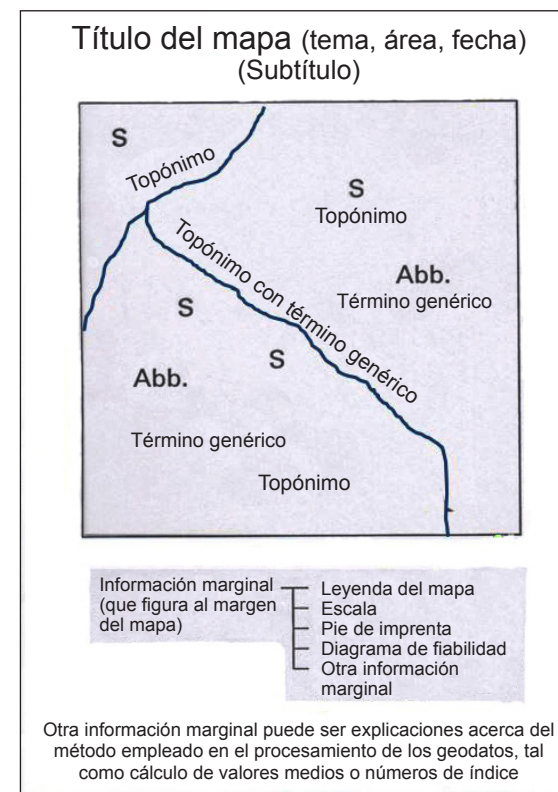 Título del mapa (tema, área, fecha)
(Subtítulo)
S
Topónimo
S
Topónimo
Topónimo con término genérico
Abb.
Término genérico
S
S
Abb.
Término genérico
Topónimo
Información marginal
(que figura al margen
del mapa)
Leyenda del mapa
Escala
Pie de imprenta
Diagrama de fiabilidad
Otra información
marginal
Otra información marginal puede ser explicaciones acerca del
método empleado en el procesamiento de los geodatos, tal
como cálculo de valores medios o números de índice